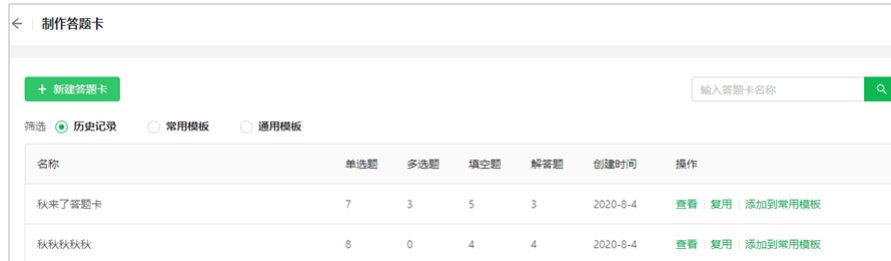 ← 制作答题卡
+ 新建答题卡 输入答题卡名称
筛选 历史记录 常用模板 通用模板
名称 单选题 多选题 填空题 解答题 创建时间 操作
秋来了答题卡 7 3 5 3 2020-8-4 查看 复用 添加到常用模板
秋秋秋秋秋 8 0 4 4 2020-8-4 查看 复用 添加到常用模板